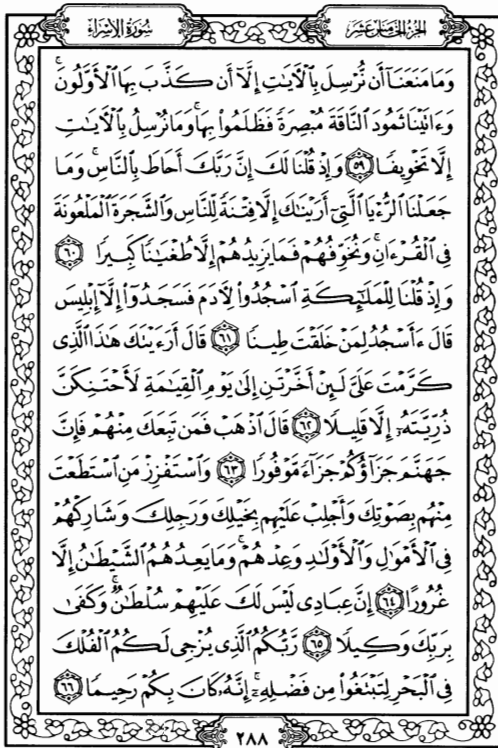 الجزء الخامس عشر
سورة الإسراء
وَمَا مَنَعَنَآ أَن نُّرْسِلَ بِٱلْءَايَٰتِ إِلَّآ أَن كَذَّبَ بِهَا ٱلْأَوَّلُونَ ۚ
وَءَاتَيْنَا ثَمُودَ ٱلنَّاقَةَ مُبْصِرَةً فَظَلَمُوا۟ بِهَا ۚ وَمَا نُرْسِلُ بِٱلْءَايَٰتِ
إِلَّا تَخْوِيفًا ٥٩ وَإِذْ قُلْنَا لَكَ إِنَّ رَبَّكَ أَحَاطَ بِٱلنَّاسِ ۚ وَمَا
جَعَلْنَا ٱلرُّءْيَا ٱلَّتِىٓ أَرَيْنَٰكَ إِلَّا فِتْنَةً لِّلنَّاسِ وَٱلشَّجَرَةَ ٱلْمَلْعُونَةَ
فِى ٱلْقُرْءَانِ ۚ وَنُخَوِّفُهُمْ فَمَا يَزِيدُهُمْ إِلَّا طُغْيَٰنًا كَبِيرًا ٦٠
وَإِذْ قُلْنَا لِلْمَلَٰٓئِكَةِ ٱسْجُدُوا۟ لِءَادَمَ فَسَجَدُوٓا۟ إِلَّآ إِبْلِيسَ
قَالَ ءَأَسْجُدُ لِمَنْ خَلَقْتَ طِينًا ٦١ قَالَ أَرَءَيْتَكَ هَٰذَا ٱلَّذِى
كَرَّمْتَ عَلَىَّ لَئِنْ أَخَّرْتَنِ إِلَىٰ يَوْمِ ٱلْقِيَٰمَةِ لَأَحْتَنِكَنَّ
ذُرِّيَّتَهُۥٓ إِلَّا قَلِيلًا ٦٢ قَالَ ٱذْهَبْ فَمَن تَبِعَكَ مِنْهُمْ فَإِنَّ
جَهَنَّمَ جَزَآؤُكُمْ جَزَآءً مَّوْفُورًا ٦٣ وَٱسْتَفْزِزْ مَنِ ٱسْتَطَعْتَ
مِنْهُم بِصَوْتِكَ وَأَجْلِبْ عَلَيْهِم بِخَيْلِكَ وَرَجِلِكَ وَشَارِكْهُمْ
فِى ٱلْأَمْوَٰلِ وَٱلْأَوْلَٰدِ وَعِدْهُمْ ۚ وَمَا يَعِدُهُمُ ٱلشَّيْطَٰنُ إِلَّا
غُرُورًا ٦٤ إِنَّ عِبَادِى لَيْسَ لَكَ عَلَيْهِمْ سُلْطَٰنٌ ۚ وَكَفَىٰ
بِرَبِّكَ وَكِيلًا ٦٥ رَّبُّكُمُ ٱلَّذِى يُزْجِى لَكُمُ ٱلْفُلْكَ
فِى ٱلْبَحْرِ لِتَبْتَغُوا۟ مِن فَضْلِهِۦٓ ۚ إِنَّهُۥ كَانَ بِكُمْ رَحِيمًا ٦٦
٢٨٨